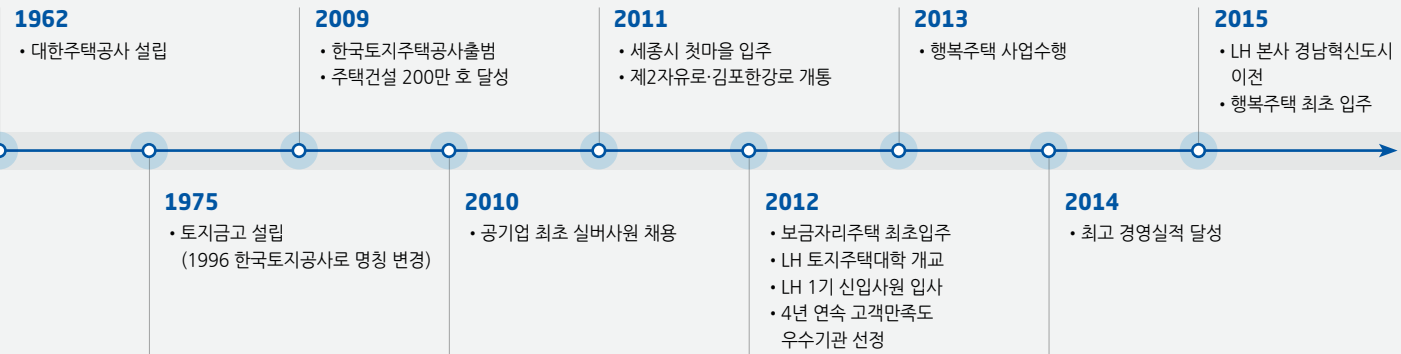 1962
• 대한주택공사 설립
2009
• 한국토지주택공사출범
• 주택건설 200만 호 달성
2011
• 세종시 첫마을 입주
• 제2자유로·김포한강로 개통
2013
• 행복주택 사업수행
2015
• LH 본사 경남혁신도시
이전
• 행복주택 최초 입주
1975
• 토지금고 설립
(1996 한국토지공사로 명칭 변경)
2010
• 공기업 최초 실버사원 채용
2012
• 보금자리주택 최초입주
• LH 토지주택대학 개교
• LH 1기 신입사원 입사
• 4년 연속 고객만족도
우수기관 선정
2014
• 최고 경영실적 달성